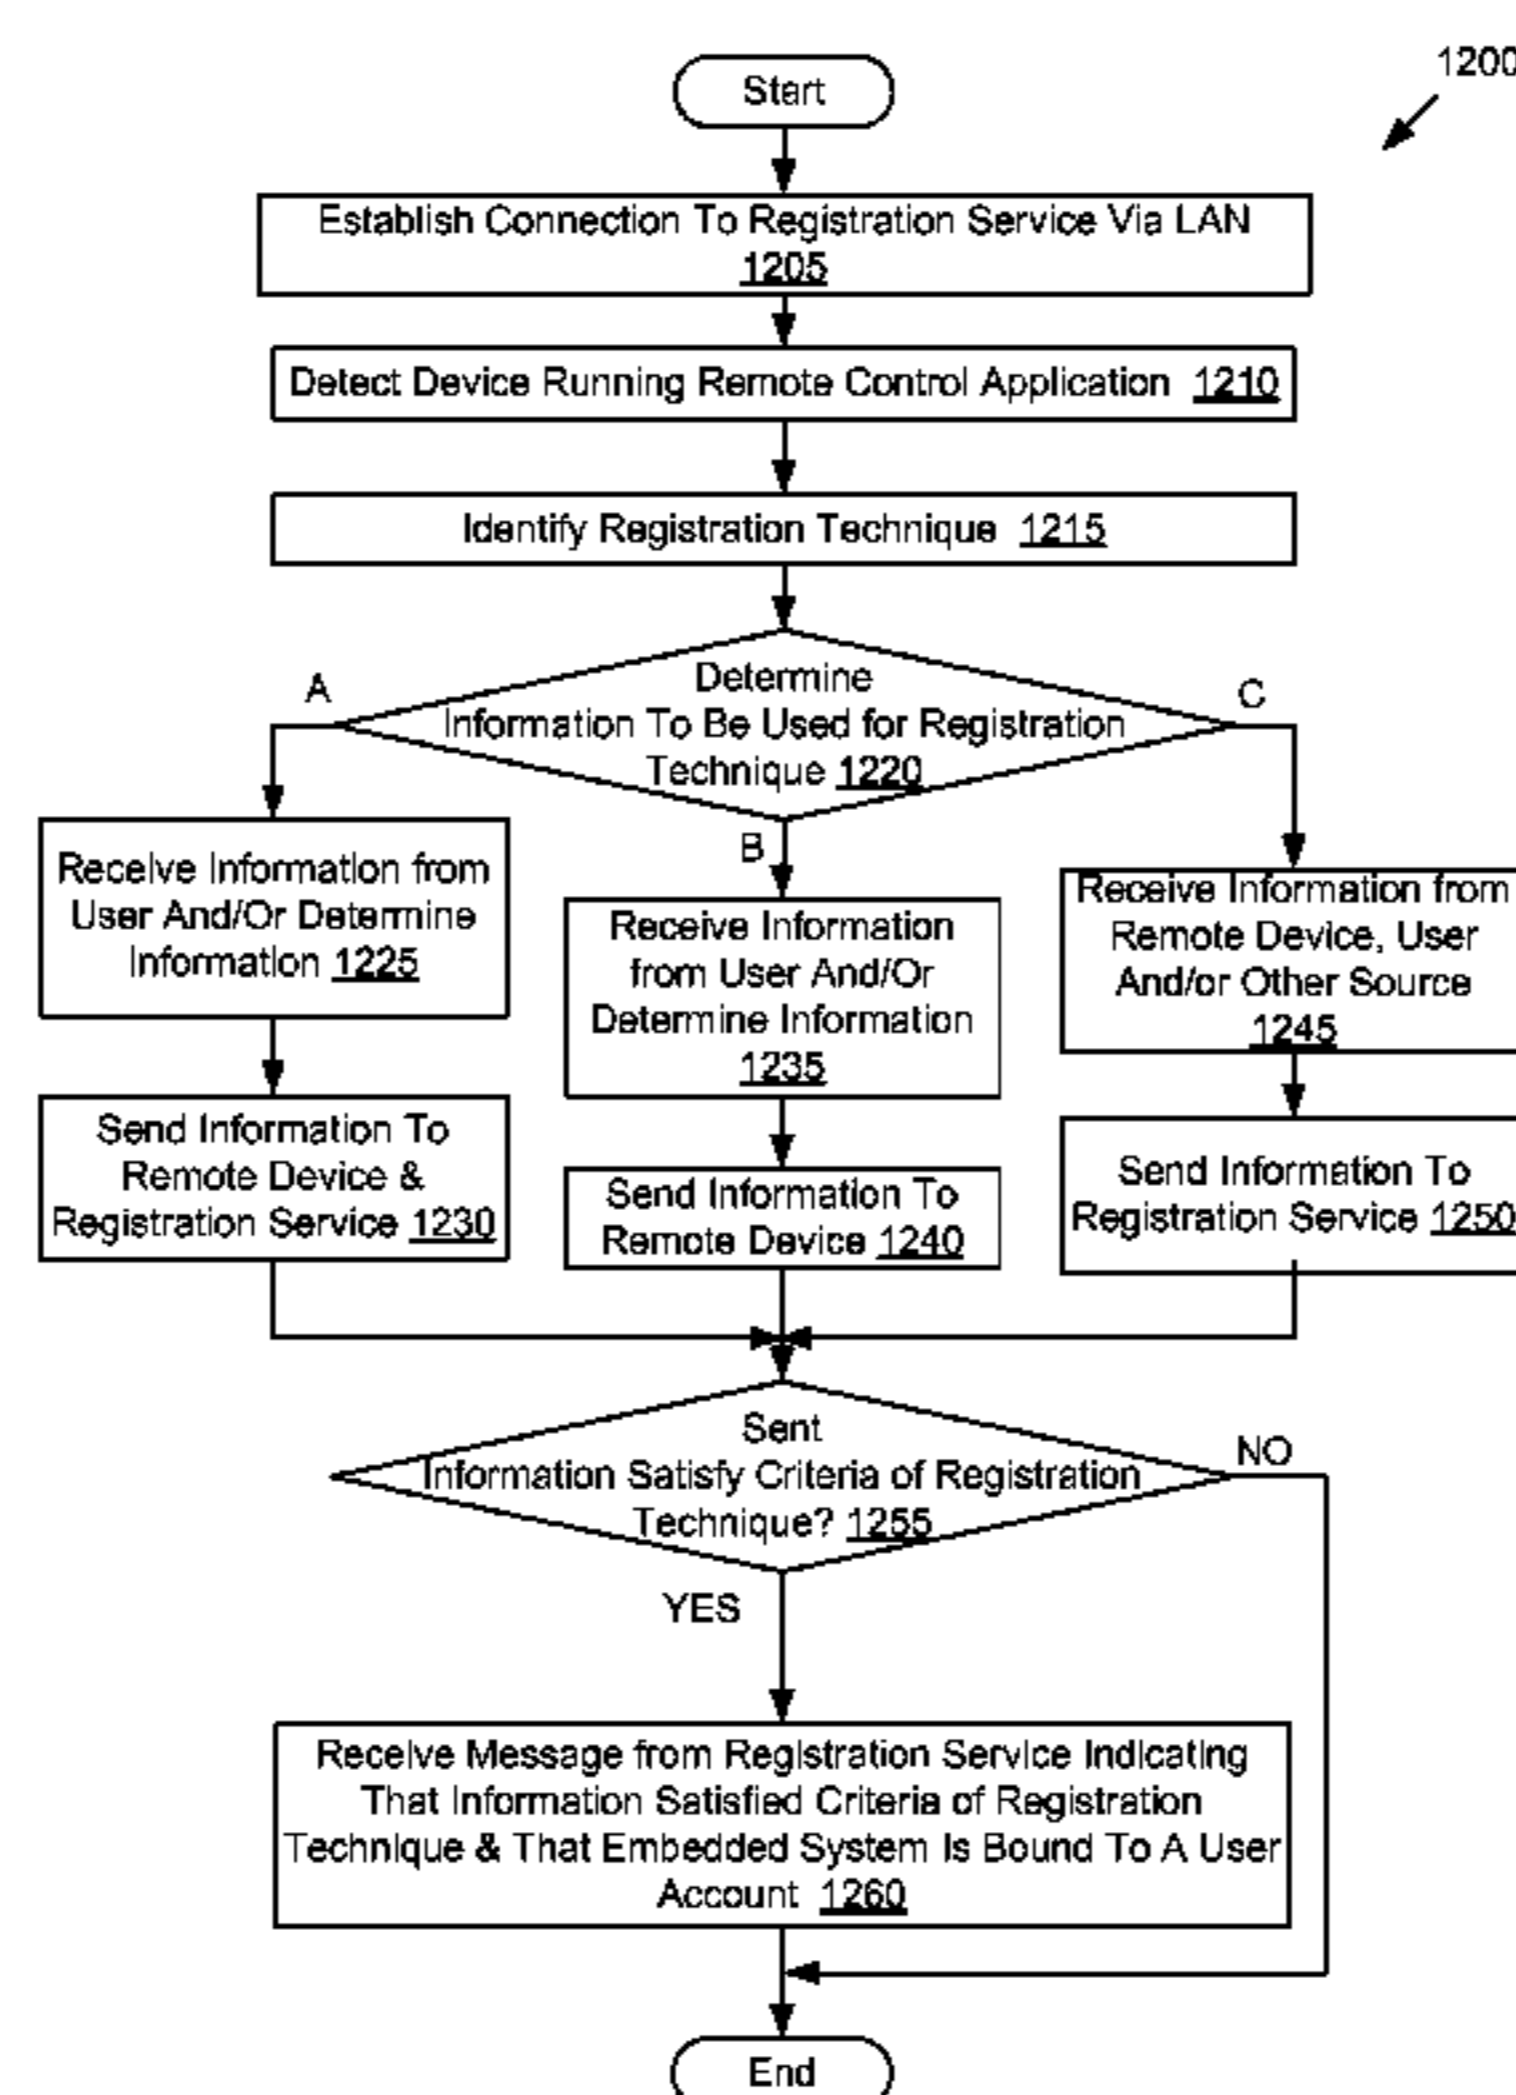 1200
Start
Establish Connection To Registration Service Via LAN
1205
Detect Device Running Remote Control Application 1210
Identify Registration Technique 1215
Determine
Information To Be Used for Registration
Technique 1220
A
B
C
Receive Information from
User And/Or Determine
Information 1225
Send Information To
Remote Device &
Registration Service 1230
Receive Information
from User And/Or
Determine Information
1235
Send Information To
Remote Device 1240
Receive Information from
Remote Device, User
And/or Other Source
1245
Send Information To
Registration Service 1250
Sent
Information Satisfy Criteria of Registration
Technique? 1255
NO
YES
Receive Message from Registration Service Indicating
That Information Satisfied Criteria of Registration
Technique & That Embedded System Is Bound To A User
Account 1260
End